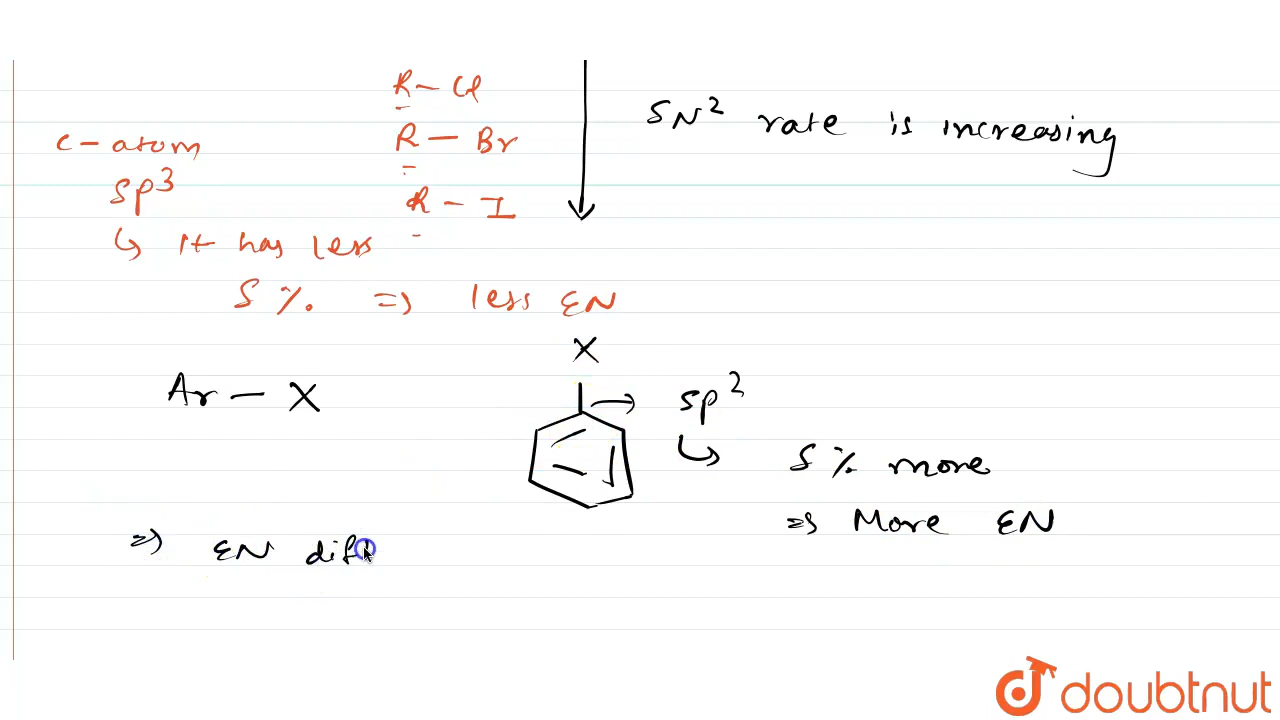 R - Cl
SN² rate is increasing
C - atom
R - Br
sp³
R - I
↳ It has less
S %. => less EN
X
Ar - X
→ sp²
↳ S % more
=> More EN
=> EN dif
doubtnut